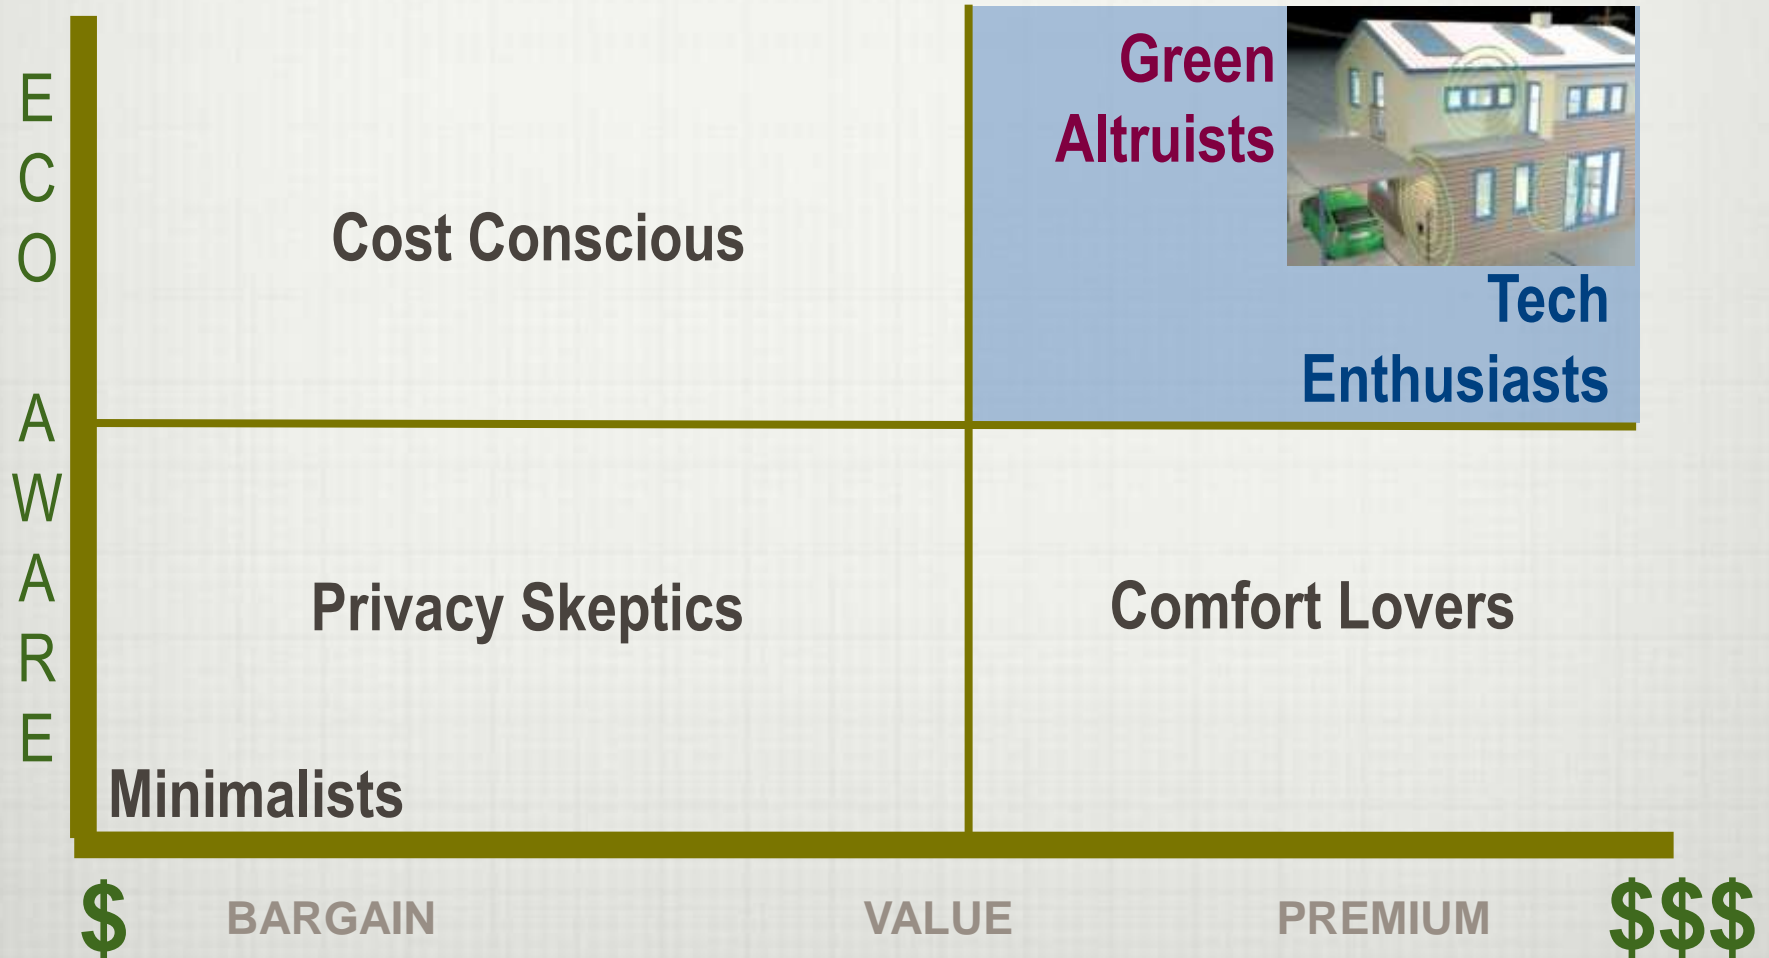 E
C
O
A
W
A
R
E
Green
Altruists
Cost Conscious
Tech
Enthusiasts
Privacy Skeptics
Comfort Lovers
Minimalists
$ BARGAIN VALUE PREMIUM $$$